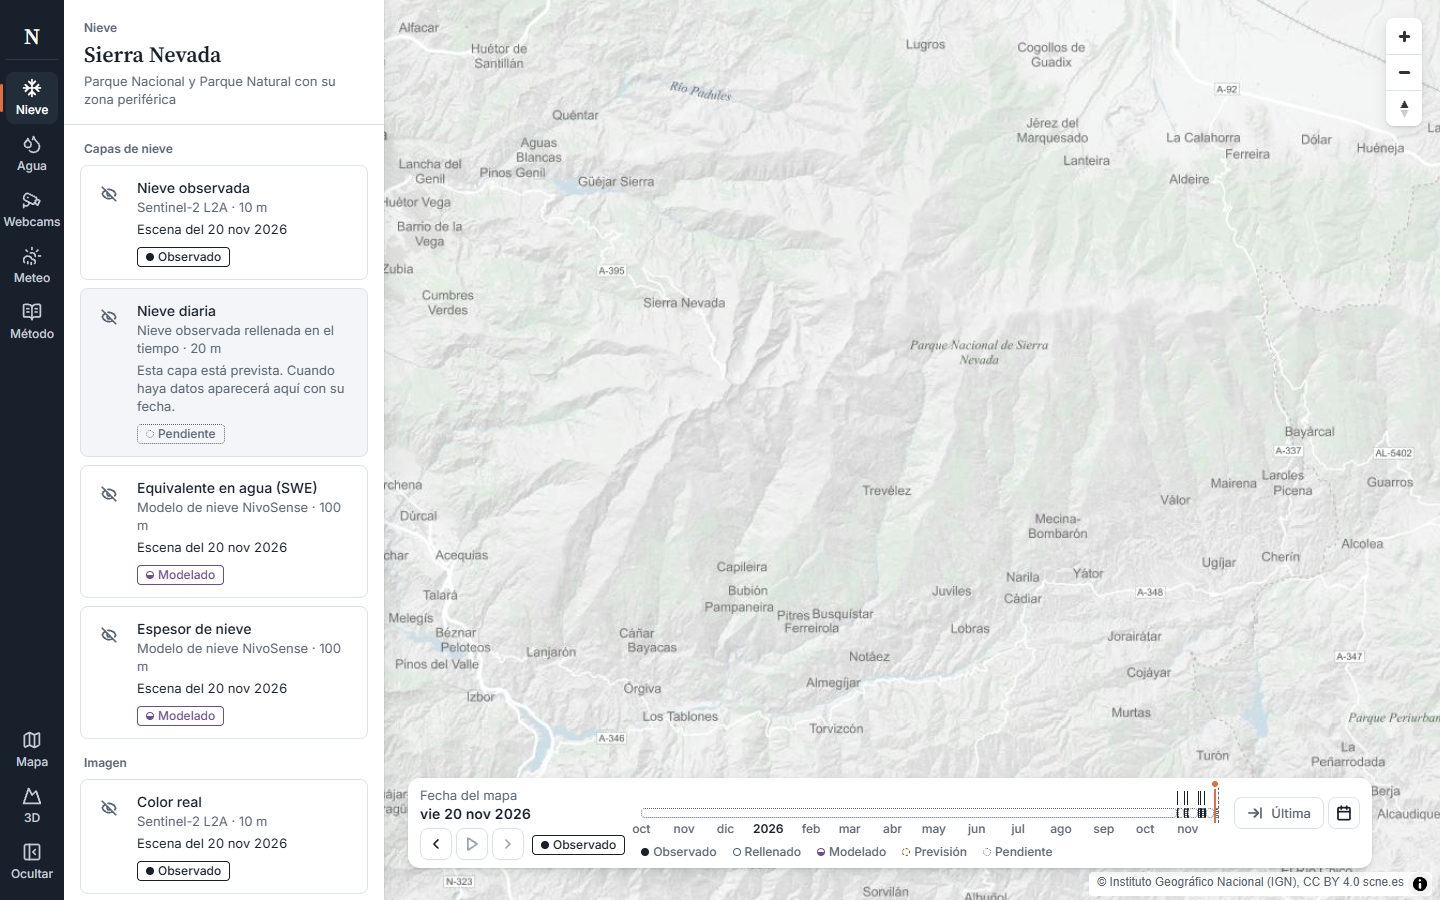 N
Nieve
Agua
Webcams
Meteo
Método
Mapa
3D
Ocultar
Nieve
Sierra Nevada
Parque Nacional y Parque Natural con su
zona periférica
Capas de nieve
Nieve observada
Sentinel-2 L2A · 10 m
Escena del 20 nov 2026
Observado
Nieve diaria
Nieve observada rellenada en el
tiempo · 20 m
Esta capa está prevista. Cuando
haya datos aparecerá aquí con su
fecha.
Pendiente
Equivalente en agua (SWE)
Modelo de nieve NivoSense · 100
m
Escena del 20 nov 2026
Modelado
Espesor de nieve
Modelo de nieve NivoSense · 100
m
Escena del 20 nov 2026
Modelado
Imagen
Color real
Sentinel-2 L2A · 10 m
Escena del 20 nov 2026
Observado
Alfacar
Huétor de
Santillán
Lugros
Cogollos de
Guadix
A-92
Río Padules
Quéntar
Jérez del
Marquesado
La Calahorra
Dólar
Huéneja
Ferreira
Aguas
Blancas
Lanteira
Lancha del
Genil
Pinos Genil
Güéjar Sierra
Aldeire
Huétor Vega
Barrio de la
Vega
Zubia
A-395
Cumbres
Verdes
Sierra Nevada
Parque Nacional de Sierra
Nevada
Bayárcal
A-337
AL-5402
Laroles
Mairena
Picena
Guarros
Trevélez
Válor
Dúrcal
Mecina-
Bombarón
Acequias
Alcolea
Cherín
Ugíjar
Capileira
Yátor
Narila
Bubión
Juviles
Cádiar
A-348
Talará
Pampaneira
Pitres
Busquístar
Ferreirola
Melegís
Lobras
Béznar
Peloteos
Cáñar
Bayacas
Jorairátar
Lanjarón
Notáez
A-347
Pinos del Valle
Cojáyar
Almegíjar
Órgiva
Izbor
Los Tablones
Murtas
Torvizcón
Parque Periurban
A-346
La
Peñarrodada
Turón
Berja
Alcaudique
N-323
Sorvilán
Albuñol
Fecha del mapa
vie 20 nov 2026
Observado
oct nov dic 2026 feb mar abr may jun jul ago sep oct nov
Observado Rellenado Modelado Previsión Pendiente
Última
© Instituto Geográfico Nacional (IGN), CC BY 4.0 scne.es